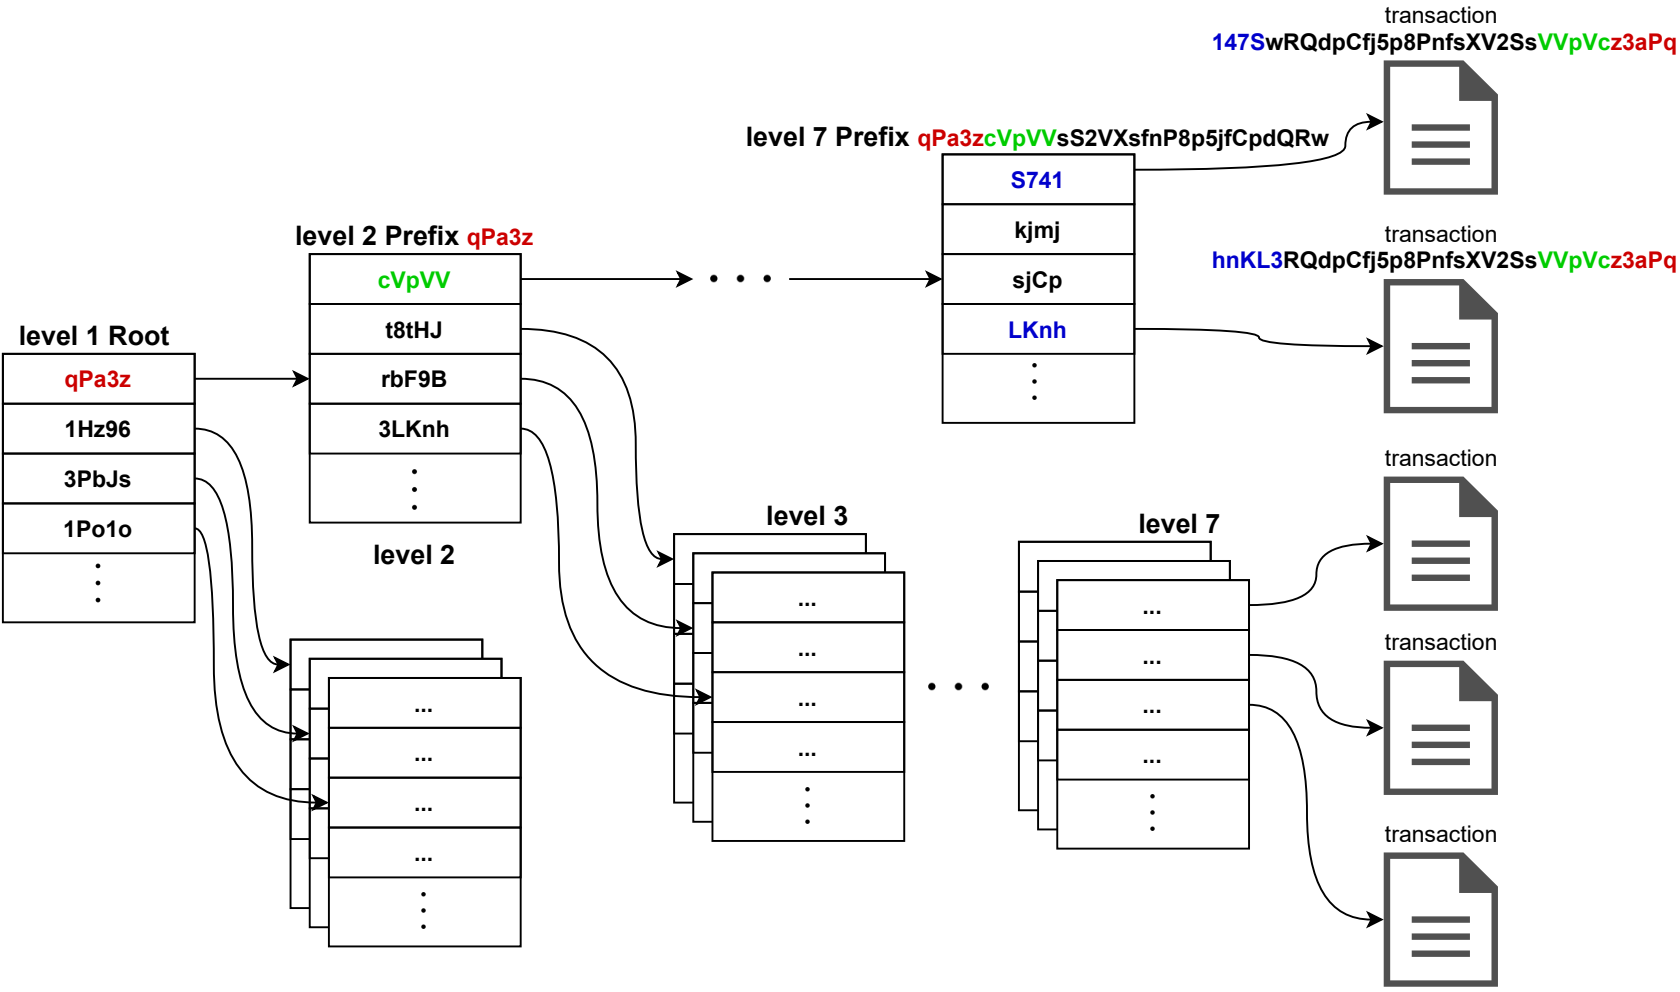 transaction
147SwRQdpCfj5p8PnfsXV2SsVVpVcz3aPq
level 7 Prefix qPa3zcVpVVsS2VXsfnP8p5jfCpdQRw
S741
kjmj
sjCp
LKnh
transaction
hnKL3RQdpCfj5p8PnfsXV2SsVVpVcz3aPq
level 2 Prefix qPa3z
cVpVV
t8tHJ
rbF9B
3LKnh
level 1 Root
qPa3z
1Hz96
3PbJs
1Po1o
level 2
...
...
...
...
level 3
...
...
...
...
level 7
...
...
...
...
transaction
transaction
transaction